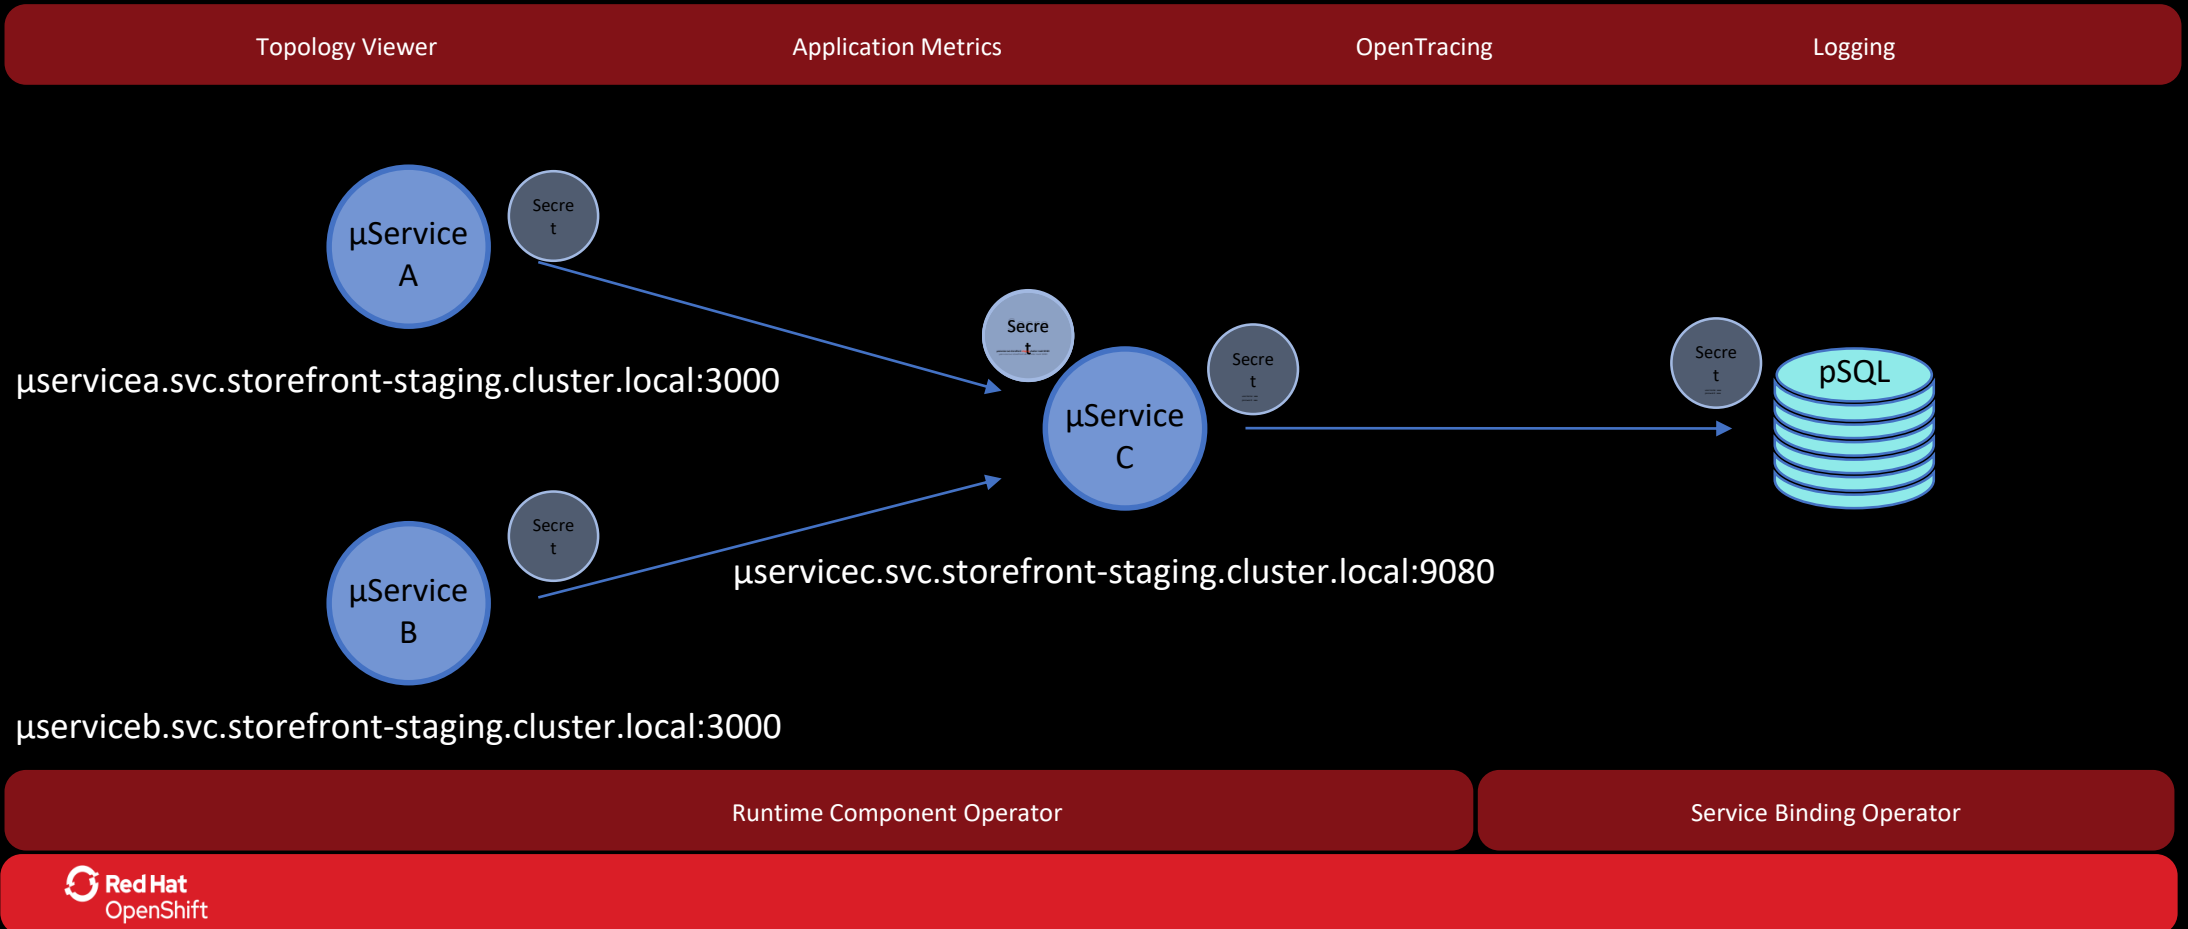 Topology Viewer
Application Metrics
OpenTracing
Logging
µService
A
Secre
t
µservicea.svc.storefront-staging.cluster.local:3000
Secre
t
µService
C
Secre
t
Secre
t
pSQL
µservicec.svc.storefront-staging.cluster.local:9080
µService
B
Secre
t
µserviceb.svc.storefront-staging.cluster.local:3000
Runtime Component Operator
Service Binding Operator
Red Hat
OpenShift